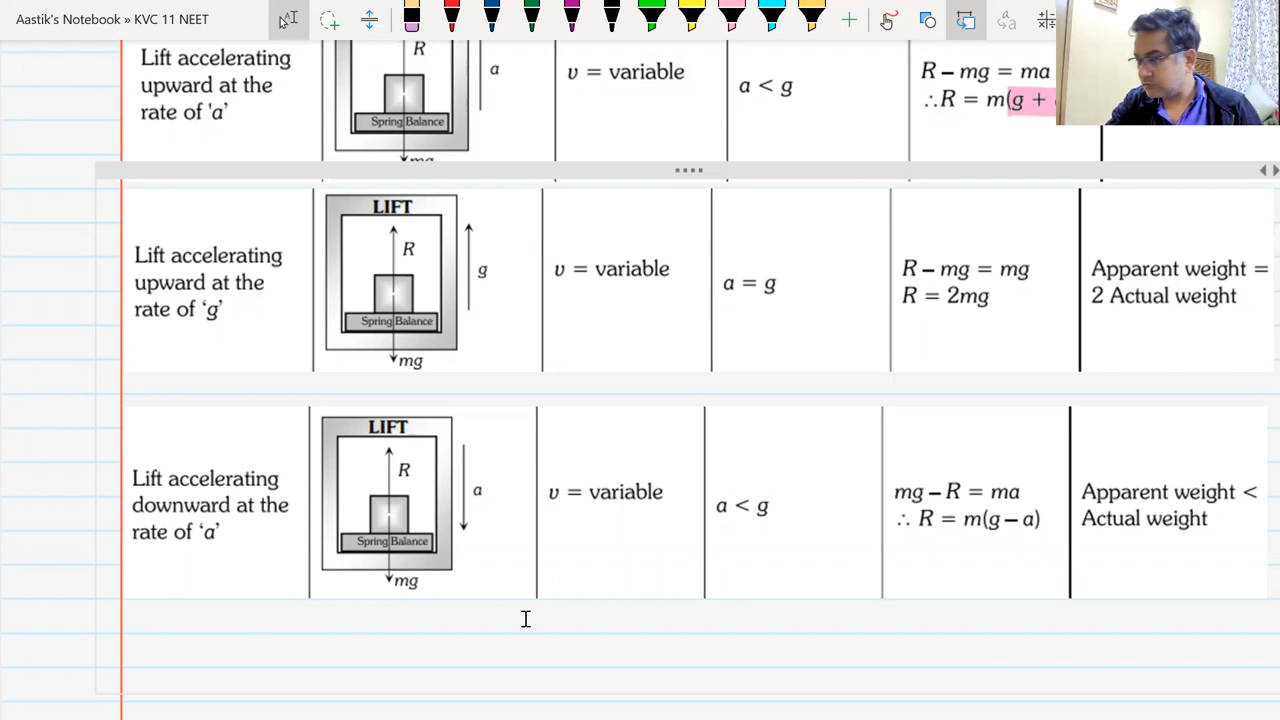 Aastik's Notebook » KVC 11 NEET
Lift accelerating
upward at the
rate of 'a'
R
a
Spring Balance
mg
υ = variable
a < g
R – mg = ma
∴R = m(g +
Lift accelerating
upward at the
rate of ‘g’
LIFT
R
g
Spring Balance
mg
υ = variable
a = g
R – mg = mg
R = 2mg
Apparent weight =
2 Actual weight
Lift accelerating
downward at the
rate of ‘a’
LIFT
R
a
Spring Balance
mg
υ = variable
a < g
mg – R = ma
∴ R = m(g – a)
Apparent weight <
Actual weight